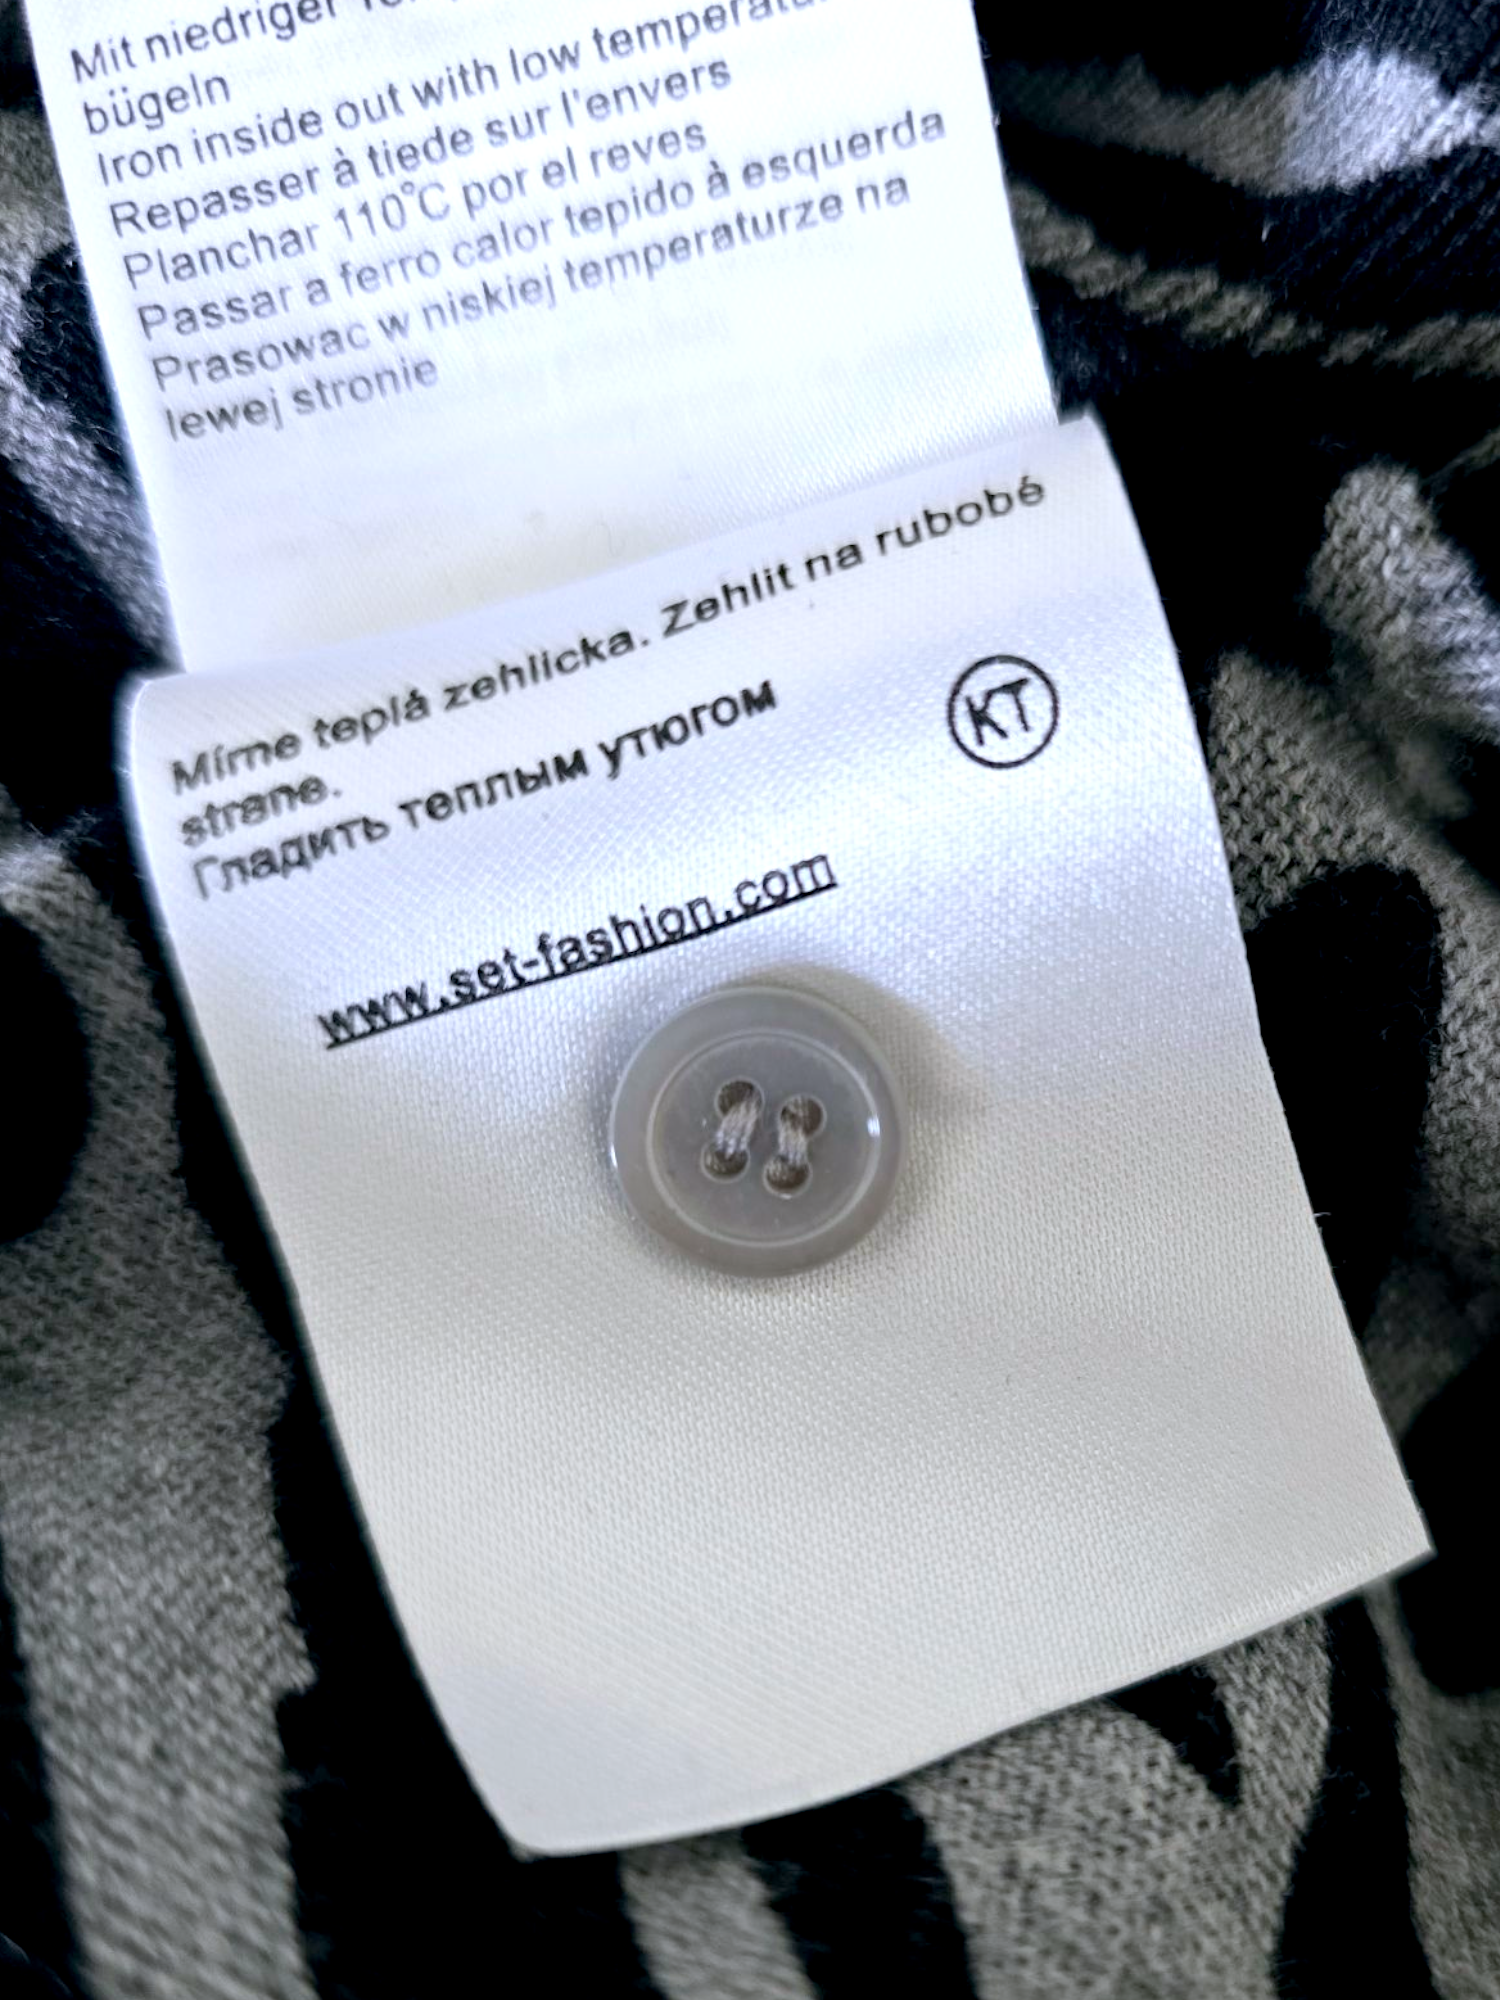 Mit niedriger
bügeln
Iron inside out with low
Repasser à tiede sur l'envers
Planchar 110°C por el reves
Passar a ferro calor tepido à esquerda
Prasowac w niskiej temperaturze na
lewej stronie
Míme teplá zehlicka. Zehlit na rubobé
strane.
Гладить теплым утюгом
KT
www.set-fashion.com